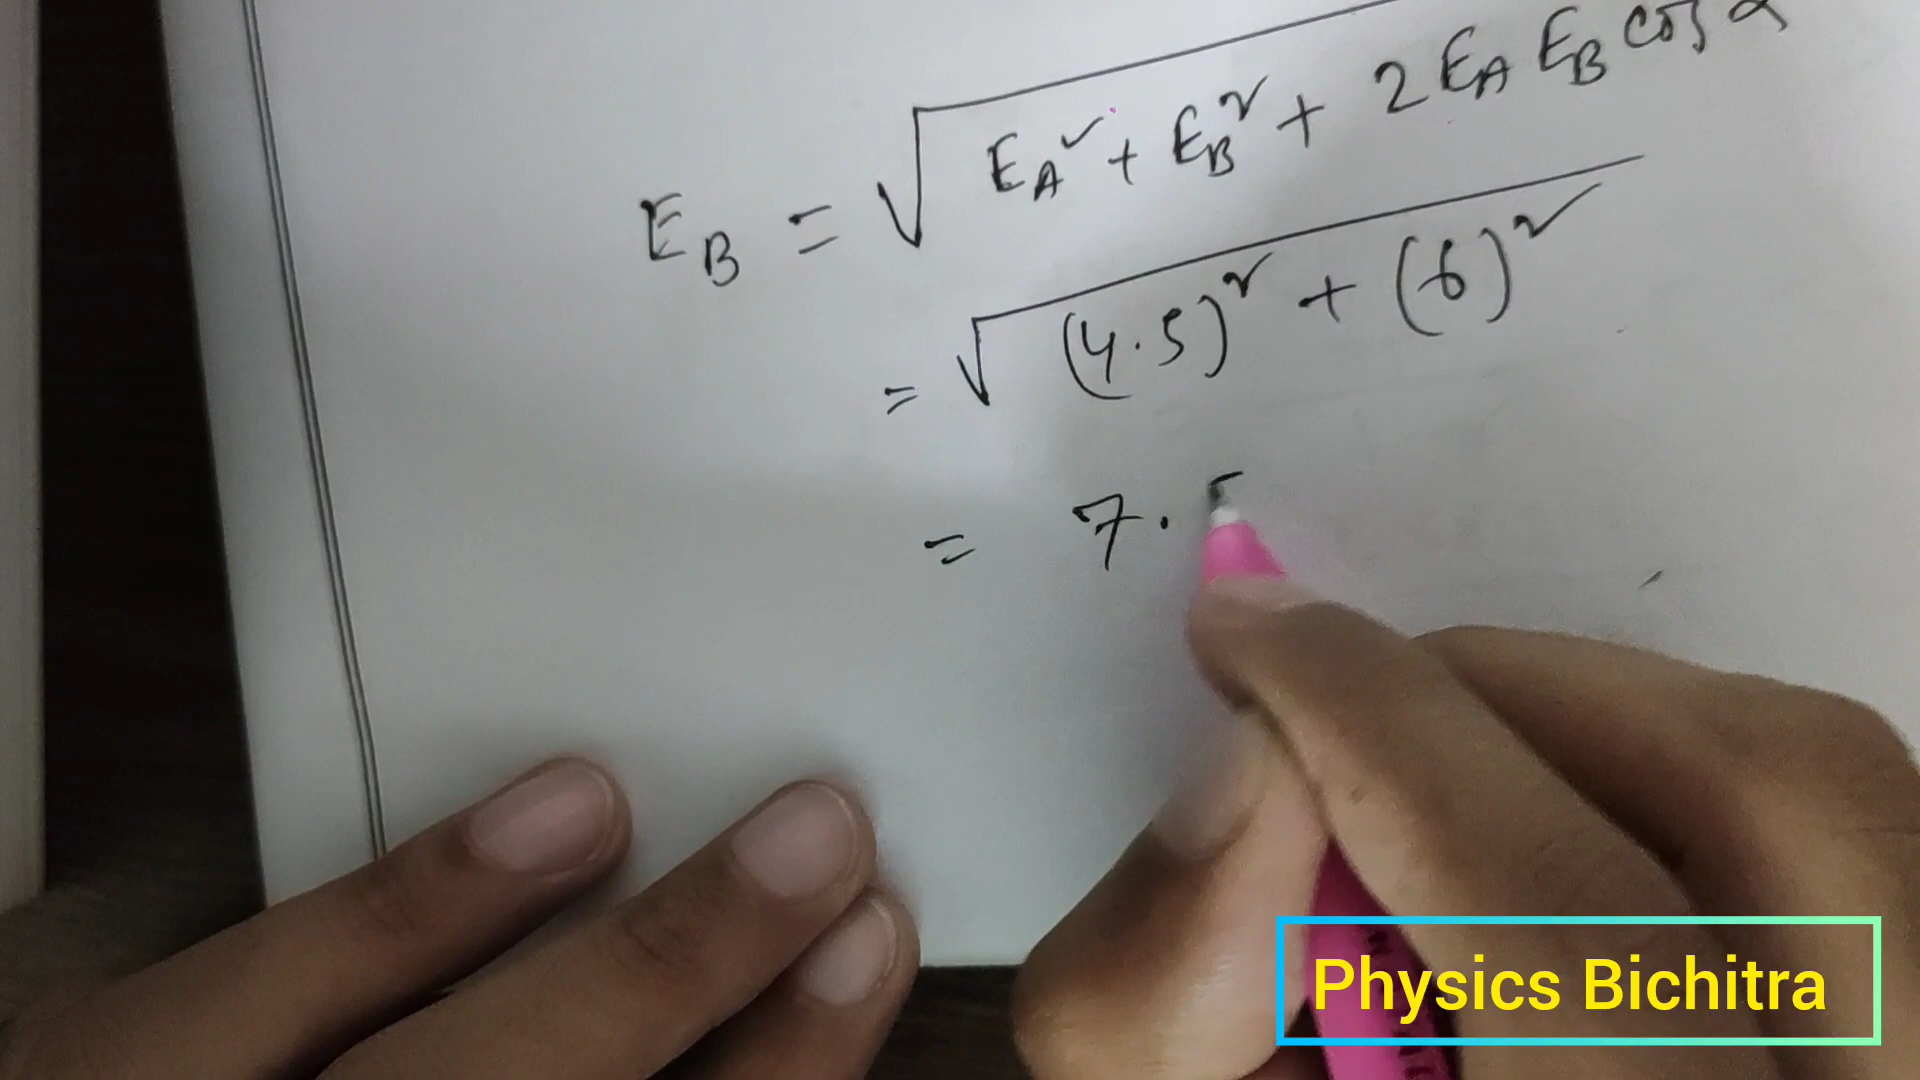 E_B = √(E_A² + E_B² + 2 E_A E_B cos α)
= √((4.5)² + (6)²)
= 7.5
Physics Bichitra